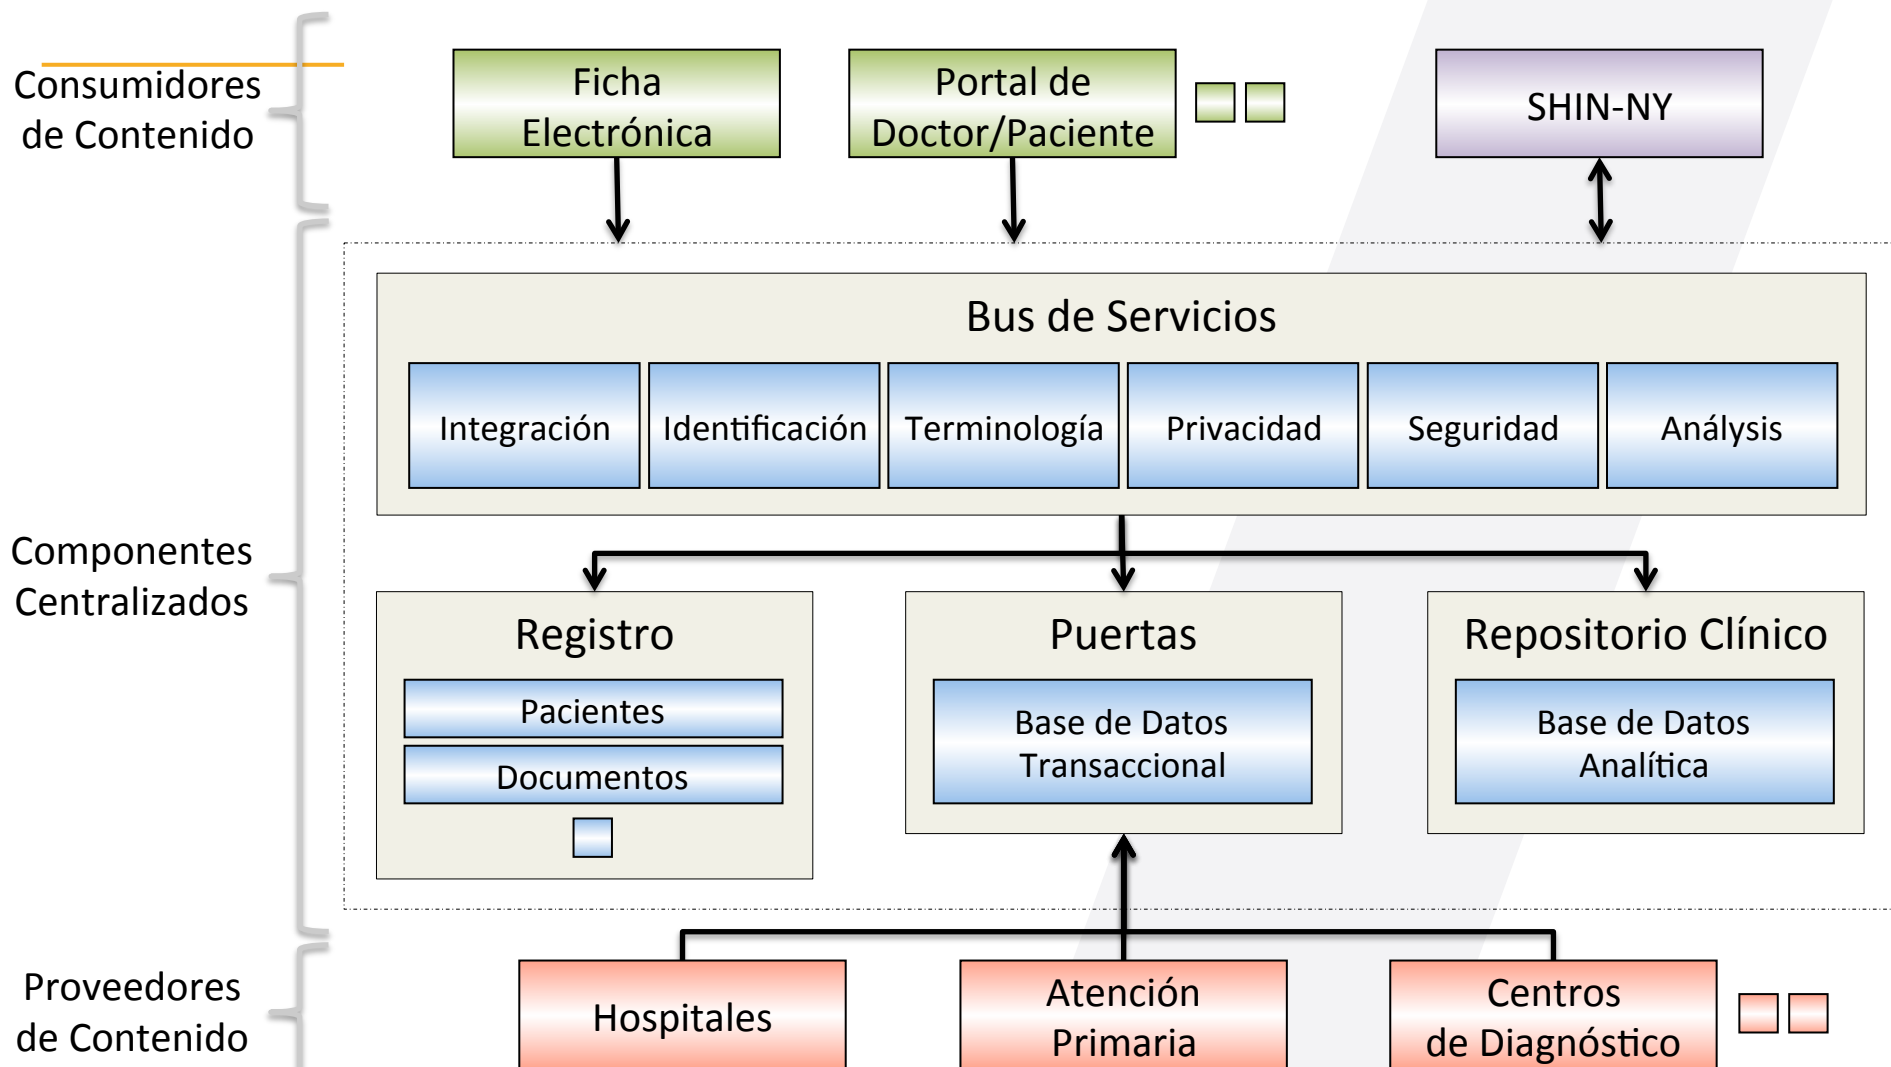 Consumidores
de Contenido
Ficha
Electrónica
Portal de
Doctor/Paciente
SHIN-NY
Componentes
Centralizados
Bus de Servicios
Integración
Identificación
Terminología
Privacidad
Seguridad
Análysis
Registro
Pacientes
Documentos
Puertas
Base de Datos
Transaccional
Repositorio Clínico
Base de Datos
Analítica
Proveedores
de Contenido
Hospitales
Atención
Primaria
Centros
de Diagnóstico